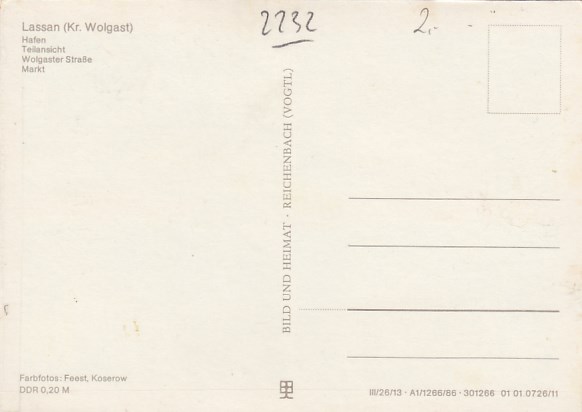 Lassan (Kr. Wolgast)
Hafen
Teilansicht
Wolgaster Straße
Markt
2232
2,-
BILD UND HEIMAT · REICHENBACH (VOGTL)
Farbfotos: Feest, Koserow
DDR 0,20 M
III/26/13 · A1/1266/86 · 301266 01 01.0726/11